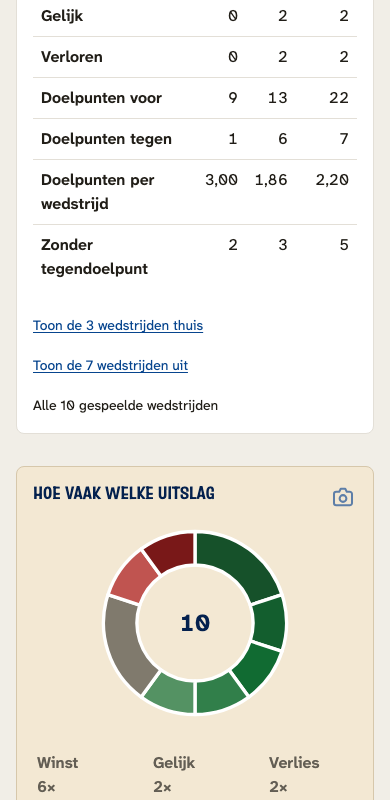 Gelijk 0 2 2
Verloren 0 2 2
Doelpunten voor 9 13 22
Doelpunten tegen 1 6 7
Doelpunten per wedstrijd 3,00 1,86 2,20
Zonder tegendoelpunt 2 3 5
Toon de 3 wedstrijden thuis
Toon de 7 wedstrijden uit
Alle 10 gespeelde wedstrijden
HOE VAAK WELKE UITSLAG
10
Winst Gelijk Verlies
6× 2× 2×